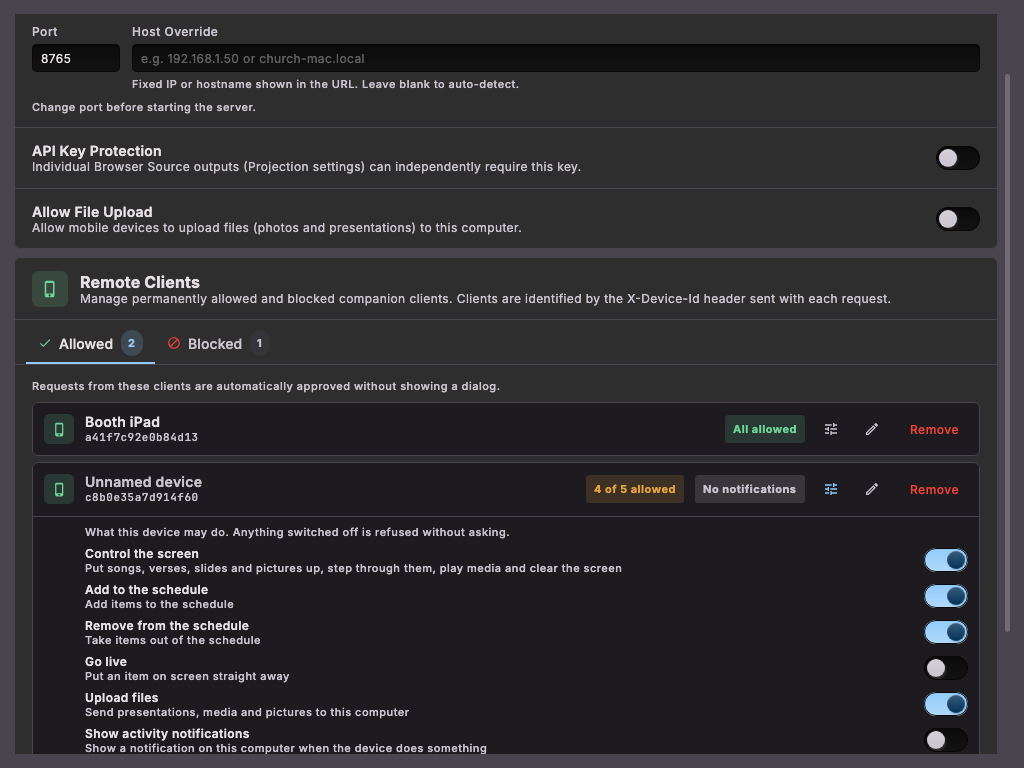 Port
Host Override
8765
e.g. 192.168.1.50 or church-mac.local
Fixed IP or hostname shown in the URL. Leave blank to auto-detect.
Change port before starting the server.
API Key Protection
Individual Browser Source outputs (Projection settings) can independently require this key.
Allow File Upload
Allow mobile devices to upload files (photos and presentations) to this computer.
Remote Clients
Manage permanently allowed and blocked companion clients. Clients are identified by the X-Device-Id header sent with each request.
Allowed 2
Blocked 1
Requests from these clients are automatically approved without showing a dialog.
Booth iPad
a41f7c92e0b84d13
All allowed
Remove
Unnamed device
c8b0e35a7d914f60
4 of 5 allowed
No notifications
Remove
What this device may do. Anything switched off is refused without asking.
Control the screen
Put songs, verses, slides and pictures up, step through them, play media and clear the screen
Add to the schedule
Add items to the schedule
Remove from the schedule
Take items out of the schedule
Go live
Put an item on screen straight away
Upload files
Send presentations, media and pictures to this computer
Show activity notifications
Show a notification on this computer when the device does something